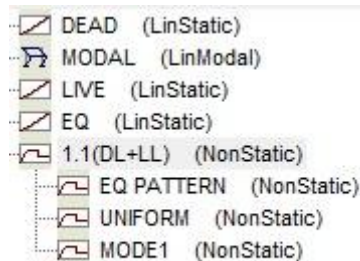 DEAD (LinStatic)
MODAL (LinModal)
LIVE (LinStatic)
EQ (LinStatic)
1.1(DL+LL) (NonStatic)
EQ PATTERN (NonStatic)
UNIFORM (NonStatic)
MODE1 (NonStatic)